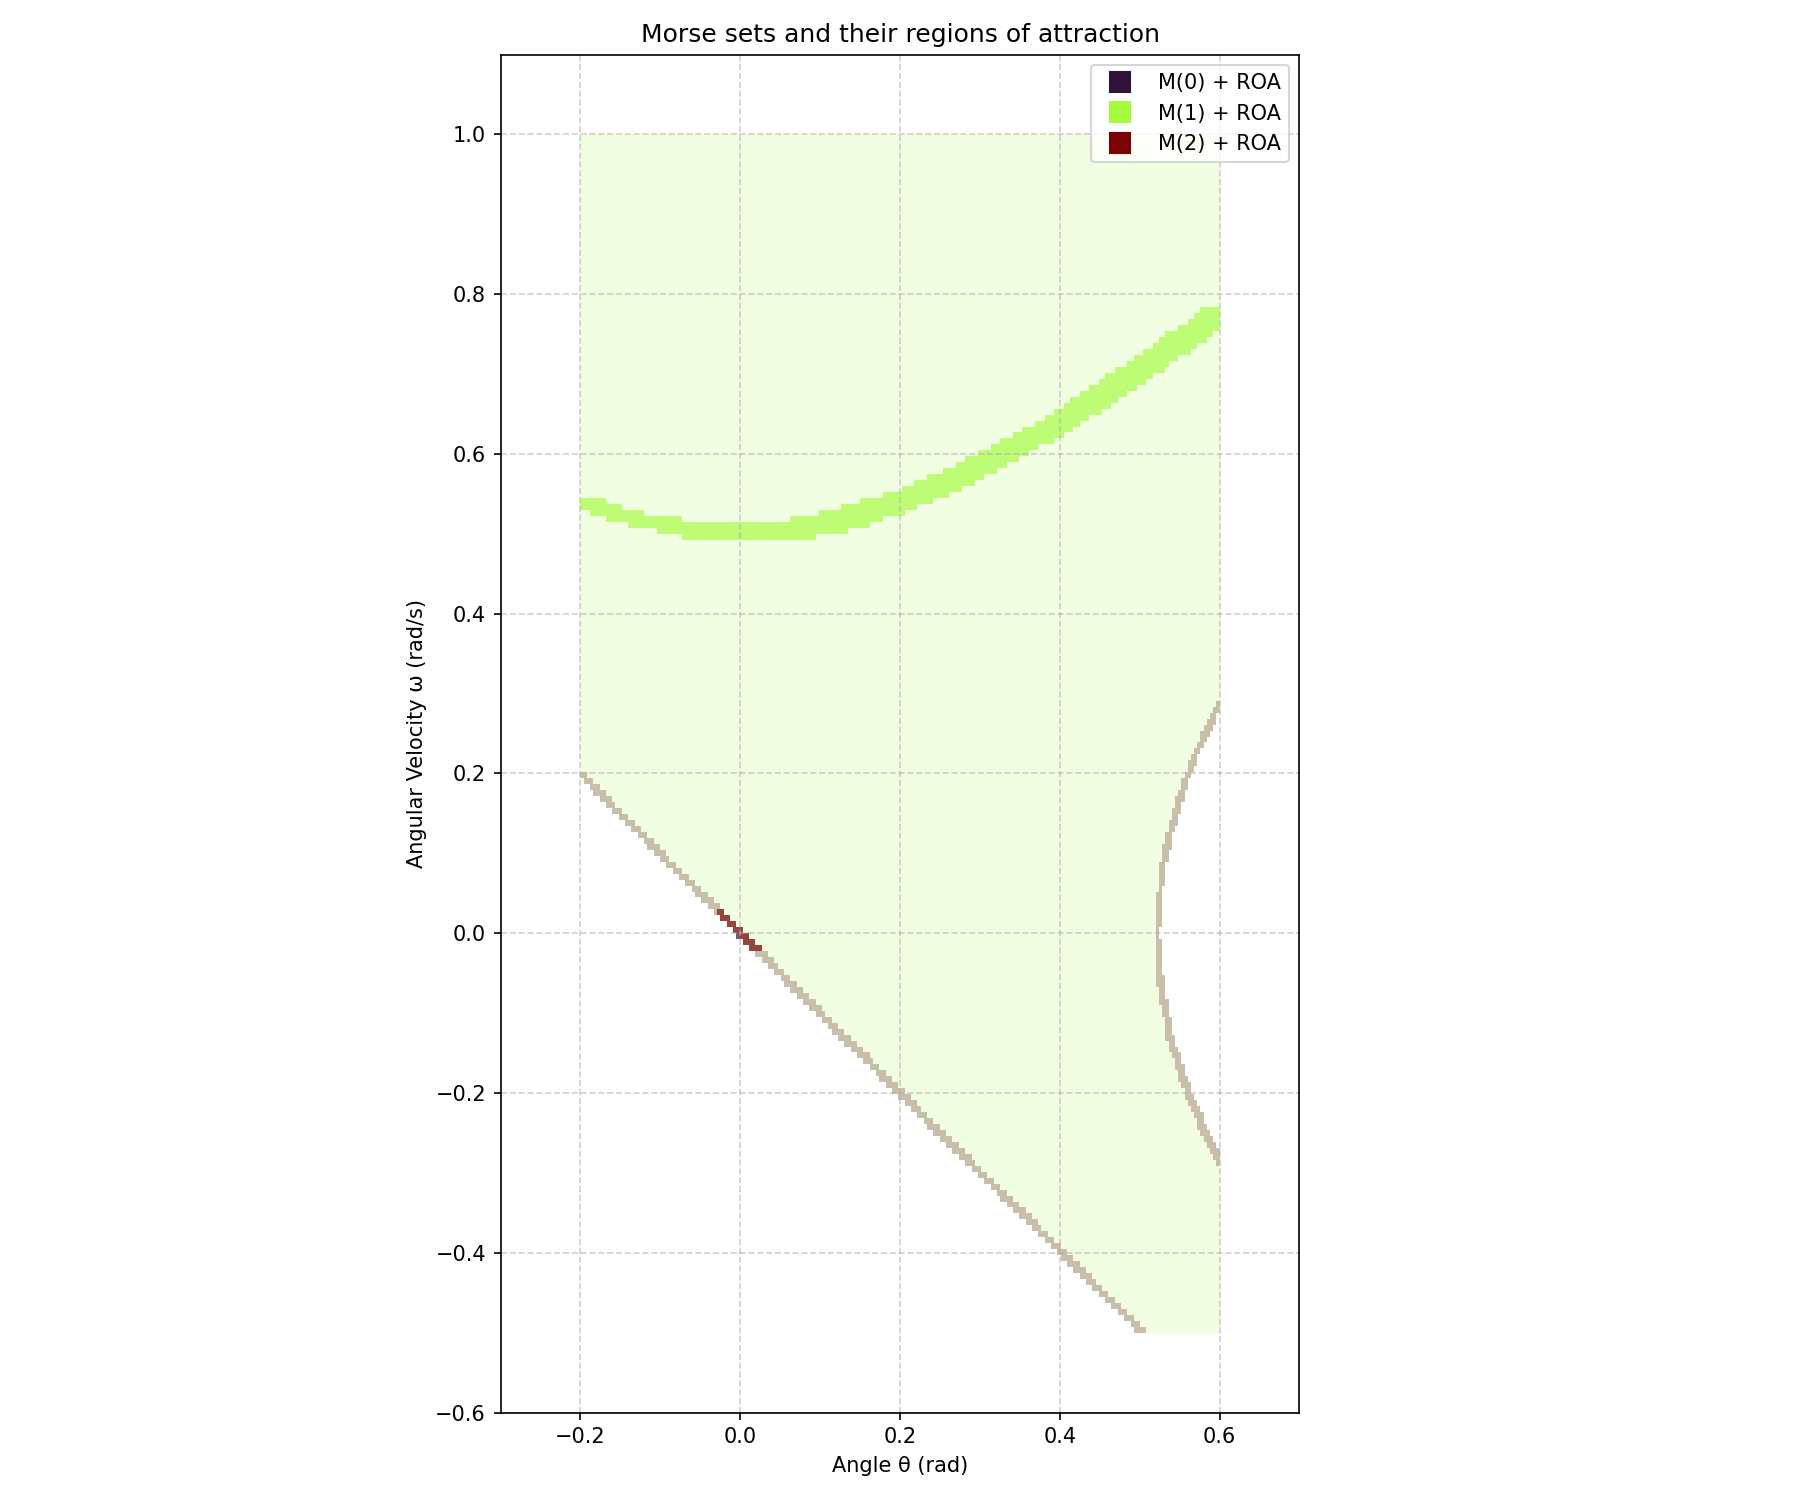 Morse sets and their regions of attraction
M(0) + ROA
M(1) + ROA
M(2) + ROA
1.0
0.8
0.6
0.4
0.2
0.0
−0.2
−0.4
−0.6
Angular Velocity ω (rad/s)
−0.2
0.0
0.2
0.4
0.6
Angle θ (rad)